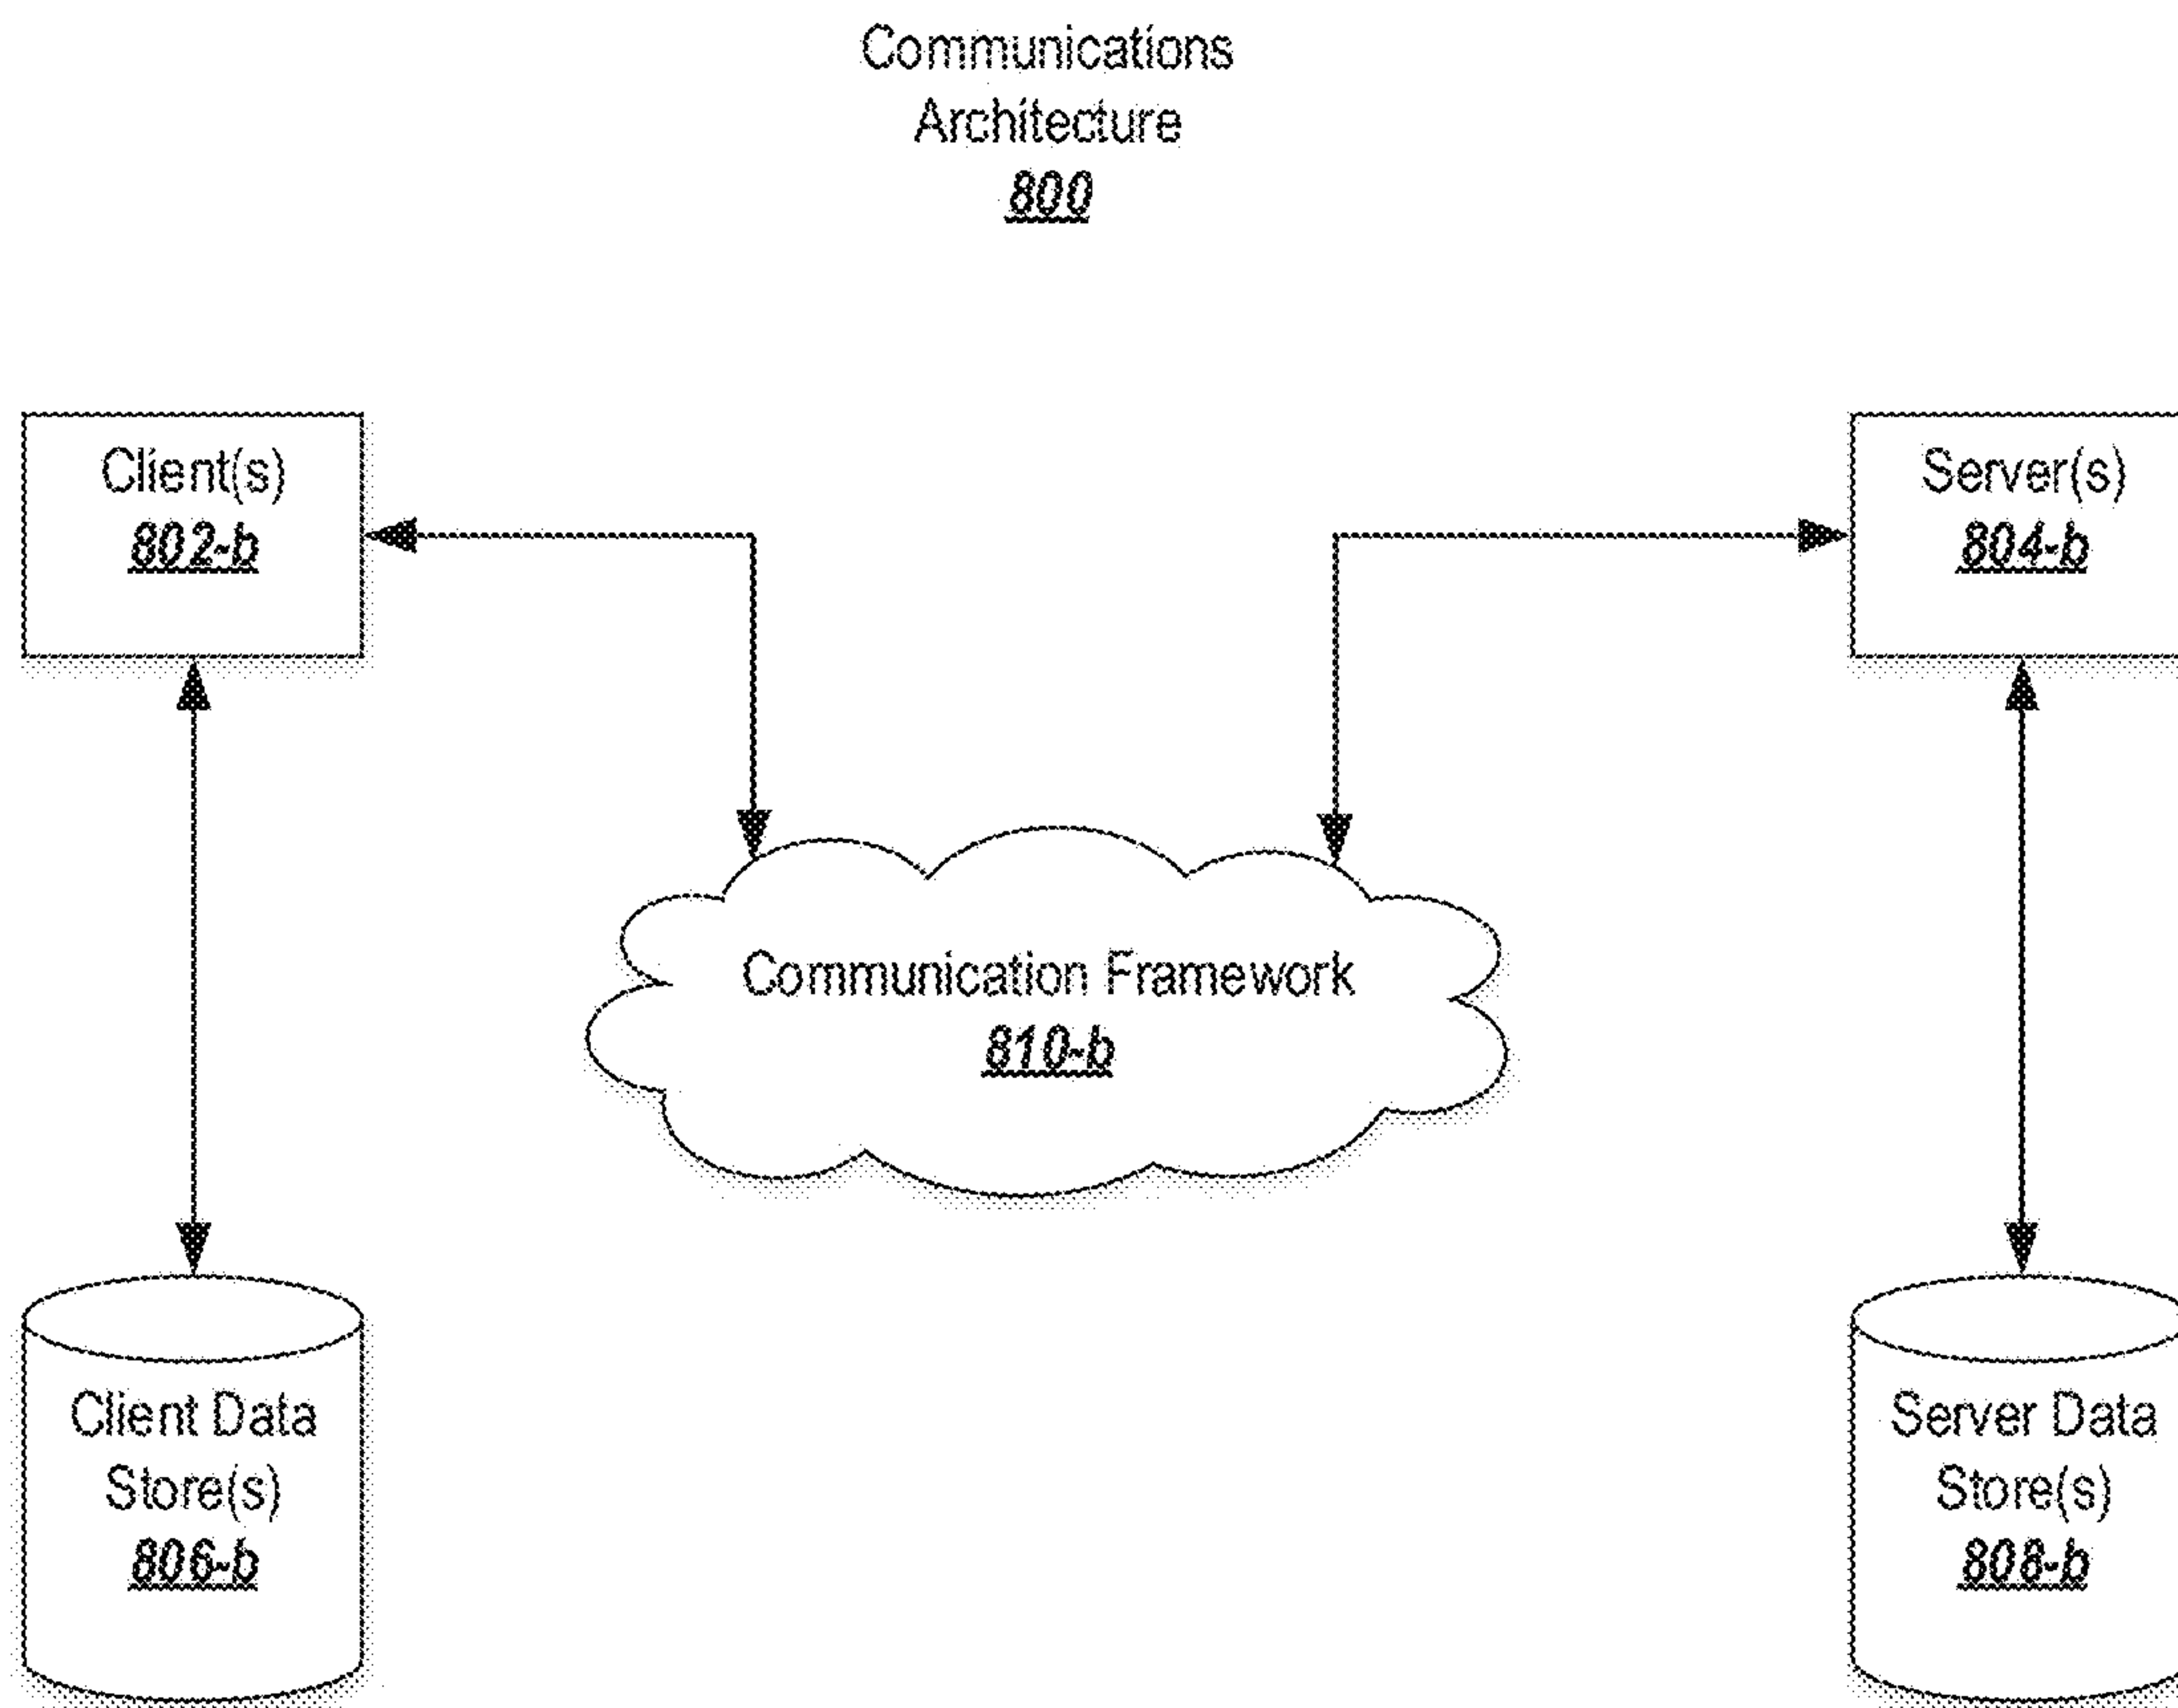 Communications
Architecture
800
Client(s)
802-b
Server(s)
804-b
Communication Framework
810-b
Client Data
Store(s)
806-b
Server Data
Store(s)
808-b